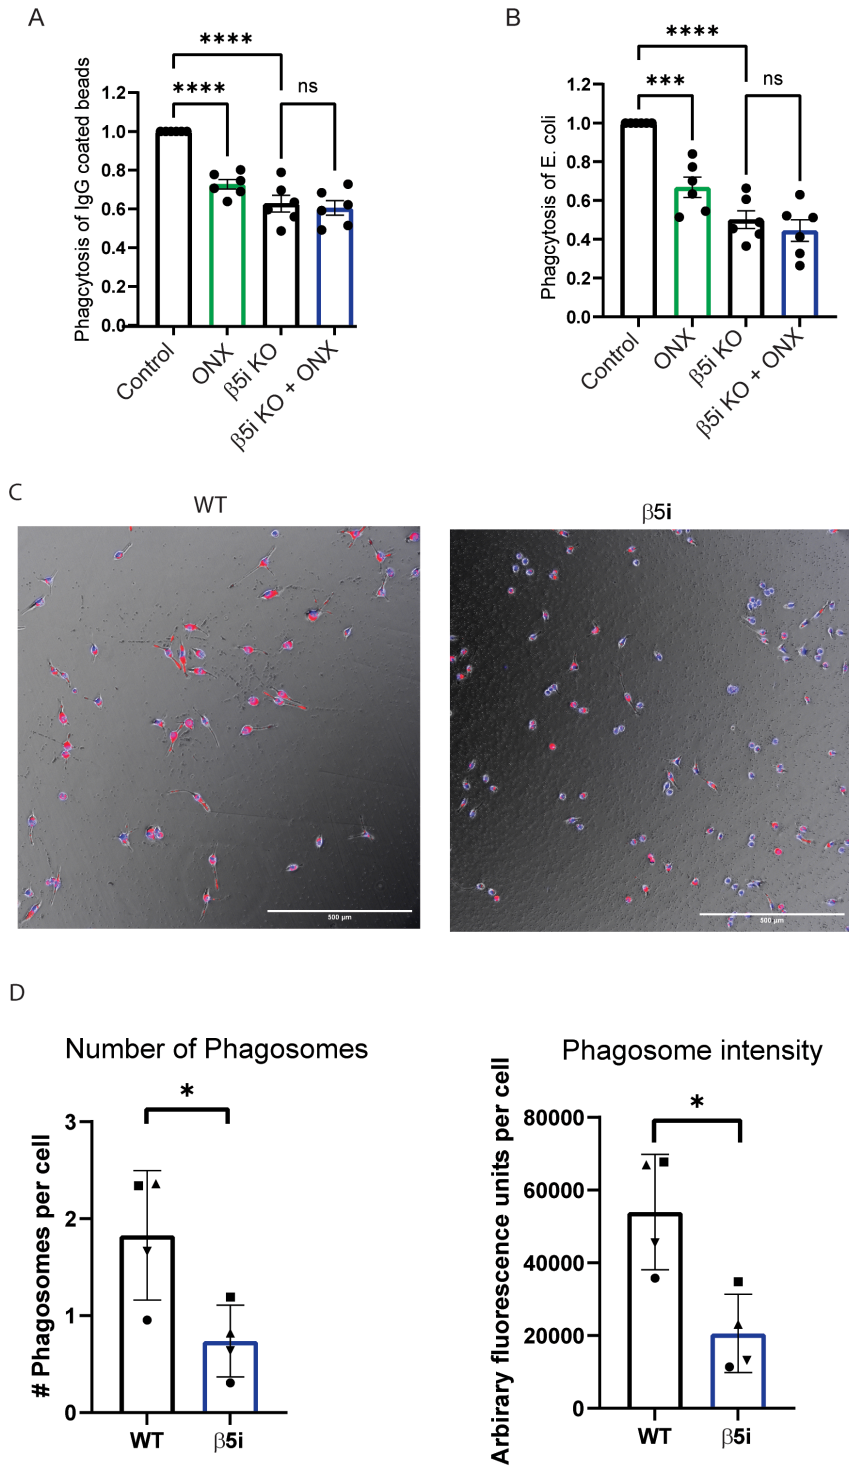 A
****
****
ns
Phagcytosis of IgG coated beads
1.2
1.0
0.8
0.6
0.4
0.2
0.0
Control
ONX
β5i KO
β5i KO + ONX
B
****
***
ns
Phagcytosis of E. coli
1.2
1.0
0.8
0.6
0.4
0.2
0.0
Control
ONX
β5i KO
β5i KO + ONX
C
WT
β5i
500 μm
500 μm
D
Number of Phagosomes
*
# Phagosomes per cell
3
2
1
0
WT
β5i
Phagosome intensity
*
Arbirary fluorescence units per cell
80000
60000
40000
20000
0
WT
β5i